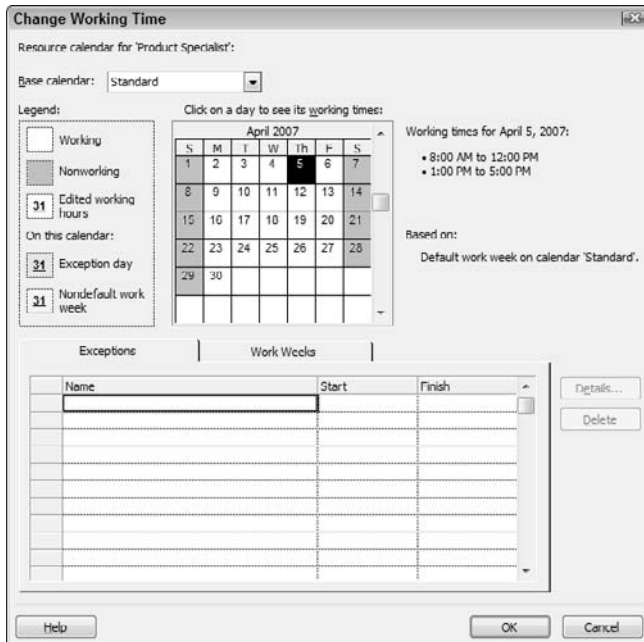 Change Working Time
Resource calendar for 'Product Specialist':
Base calendar: Standard
Legend:
Working
Nonworking
31 Edited working hours
On this calendar:
31 Exception day
31 Nondefault work week
Click on a day to see its working times:
April 2007
S M T W Th F S
1 2 3 4 5 6 7
8 9 10 11 12 13 14
15 16 17 18 19 20 21
22 23 24 25 26 27 28
29 30
Working times for April 5, 2007:
• 8:00 AM to 12:00 PM
• 1:00 PM to 5:00 PM
Based on:
Default work week on calendar 'Standard'.
Exceptions Work Weeks
Name Start Finish
Details...
Delete
Help OK Cancel